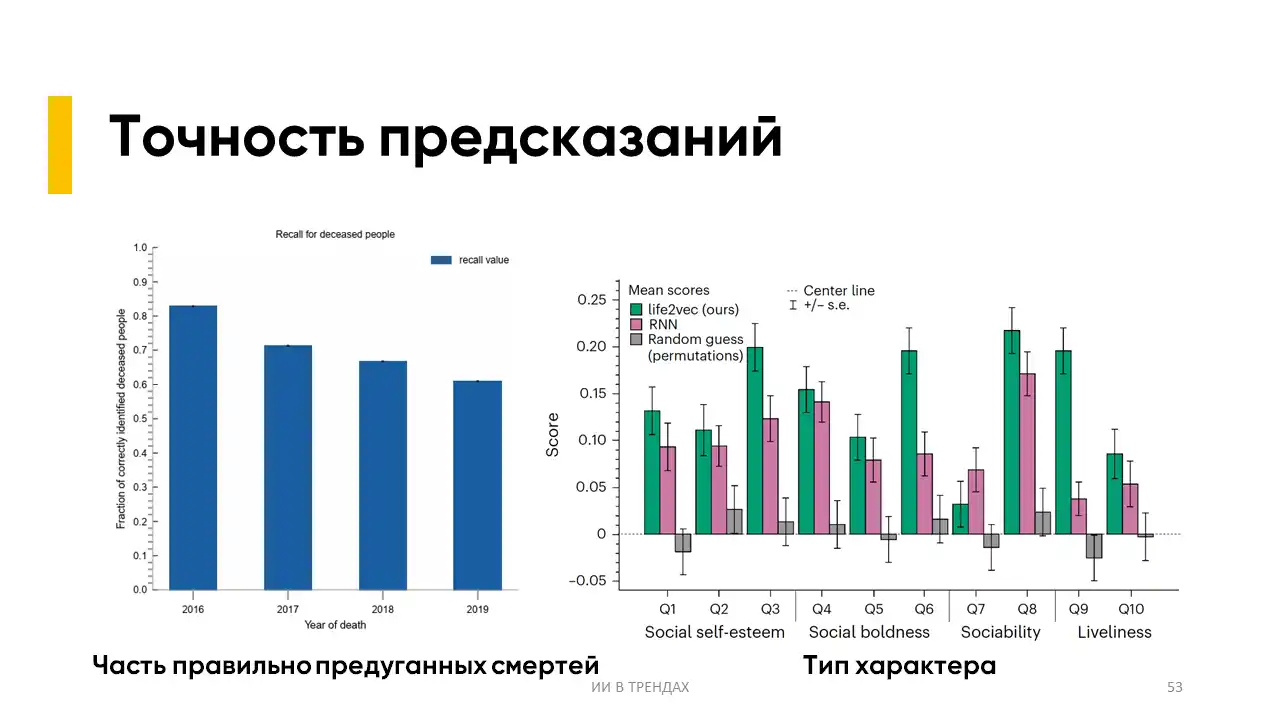 Точность предсказаний
Recall for deceased people
recall value
Fraction of correctly identified deceased people
1.0
0.9
0.8
0.7
0.6
0.5
0.4
0.3
0.2
0.1
0.0
2016 2017 2018 2019
Year of death
Часть правильно предуганных смертей
Mean scores
life2vec (ours)
RNN
Random guess
(permutations)
Center line
+/– s.e.
Score
0.25
0.20
0.15
0.10
0.05
0
–0.05
Q1 Q2 Q3 Q4 Q5 Q6 Q7 Q8 Q9 Q10
Social self-esteem Social boldness Sociability Liveliness
Тип характера
ИИ В ТРЕНДАХ
53